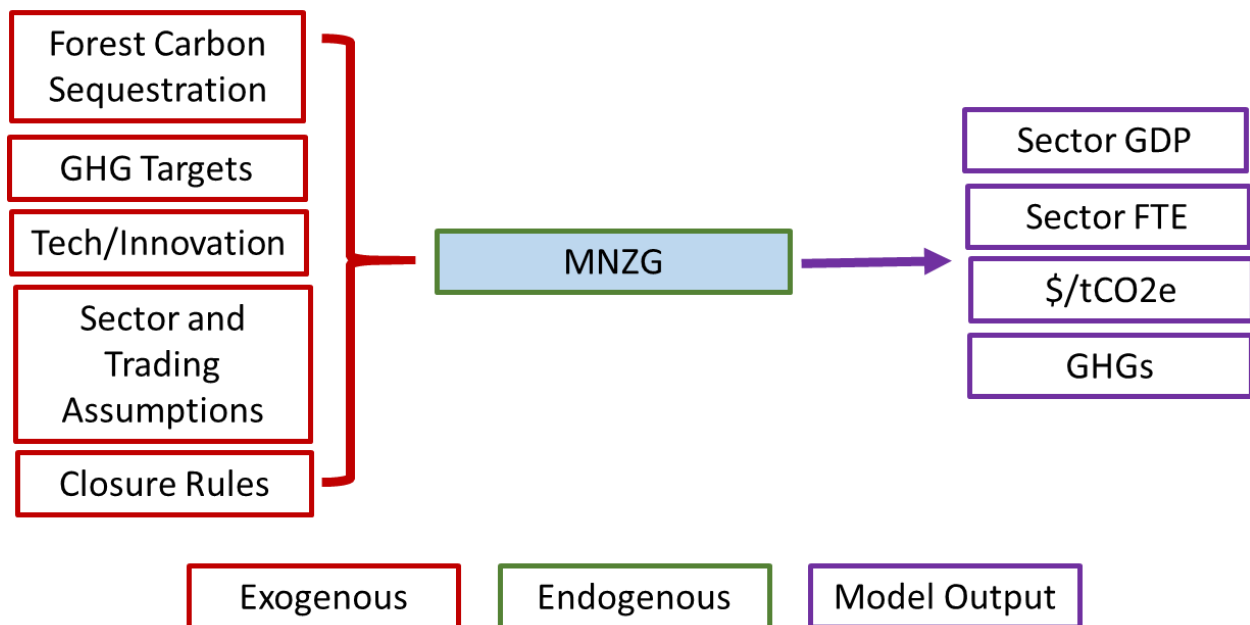 Forest Carbon
Sequestration
GHG Targets
Tech/Innovation
Sector and
Trading
Assumptions
Closure Rules
MNZG
Sector GDP
Sector FTE
$/tCO2e
GHGs
Exogenous
Endogenous
Model Output